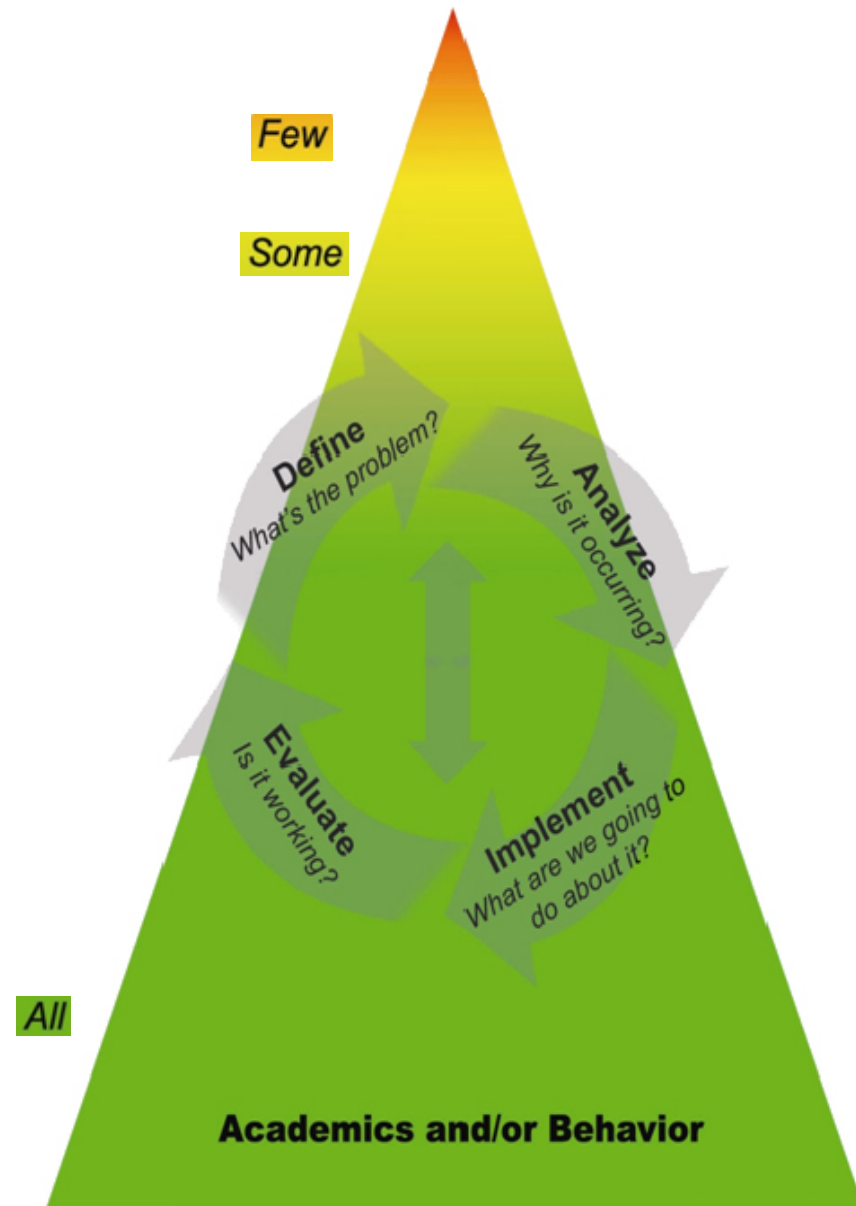 Few
Some
Define
What's the problem?
Analyze
Why is it occurring?
Implement
What are we going to
do about it?
Evaluate
Is it working?
All
Academics and/or Behavior